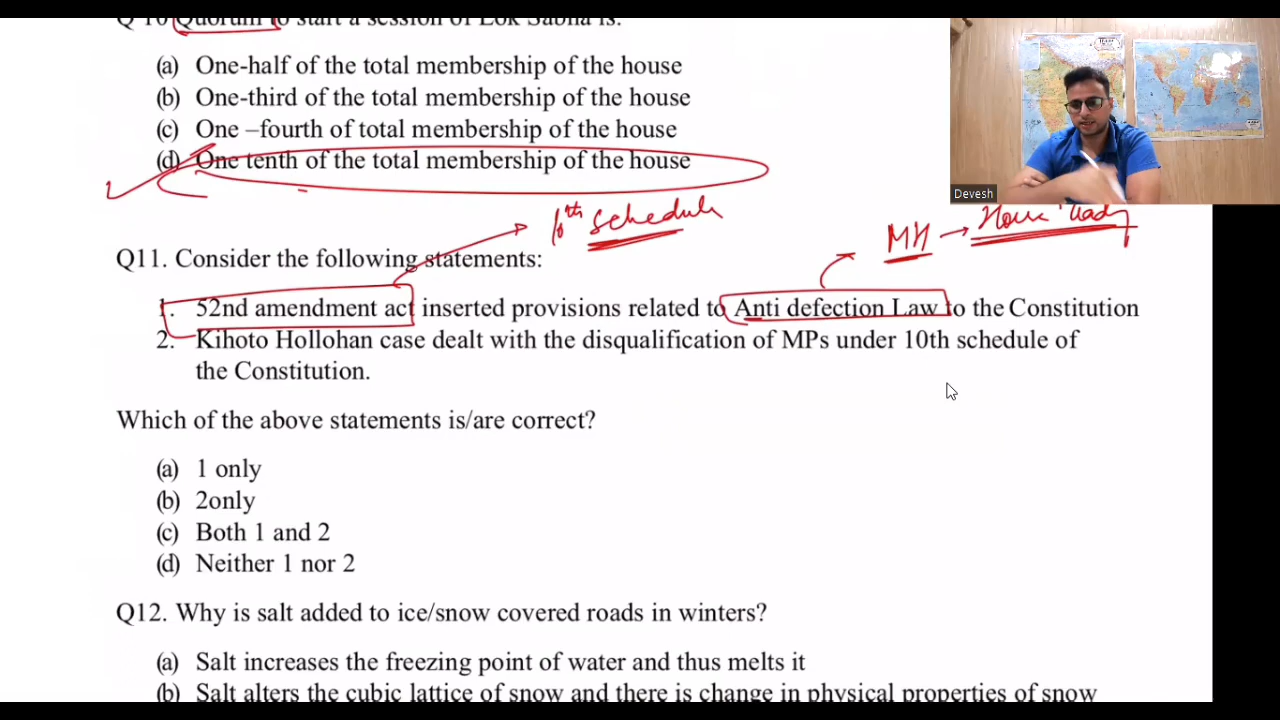 Q 10 Quorum to start a session of Lok Sabha is:
(a) One-half of the total membership of the house
(b) One-third of the total membership of the house
(c) One –fourth of total membership of the house
(d) One tenth of the total membership of the house
Devesh
10th Schedule
MH → Horse Trading
Q11. Consider the following statements:
1. 52nd amendment act inserted provisions related to Anti defection Law to the Constitution
2. Kihoto Hollohan case dealt with the disqualification of MPs under 10th schedule of
the Constitution.
Which of the above statements is/are correct?
(a) 1 only
(b) 2only
(c) Both 1 and 2
(d) Neither 1 nor 2
Q12. Why is salt added to ice/snow covered roads in winters?
(a) Salt increases the freezing point of water and thus melts it
(b) Salt alters the cubic lattice of snow and there is change in physical properties of snow